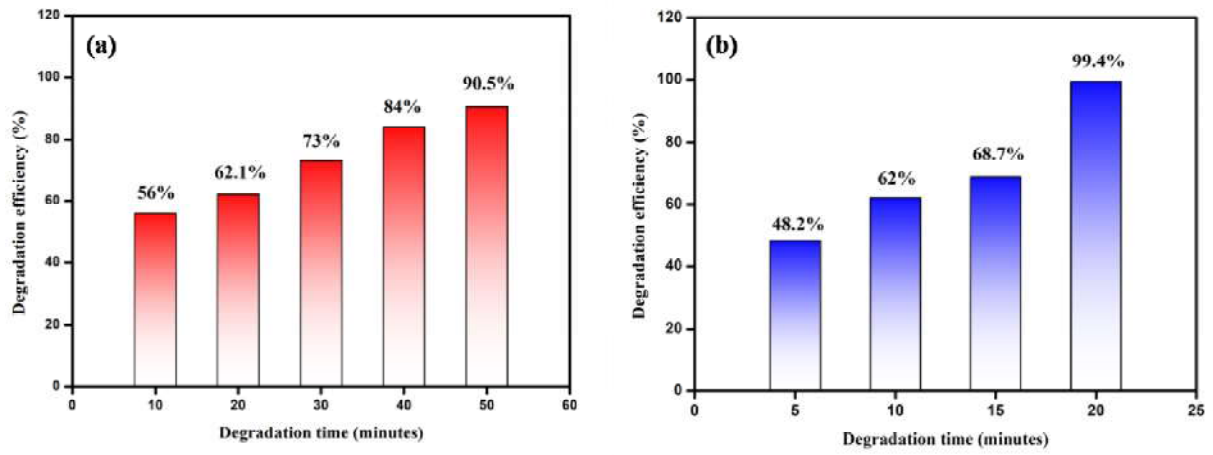 (a)
120
100
80
60
40
20
0
Degradation efficiency (%)
56%
62.1%
73%
84%
90.5%
0 10 20 30 40 50 60
Degradation time (minutes)
(b)
120
100
80
60
40
20
0
Degradation efficiency (%)
48.2%
62%
68.7%
99.4%
0 5 10 15 20 25
Degradation time (minutes)